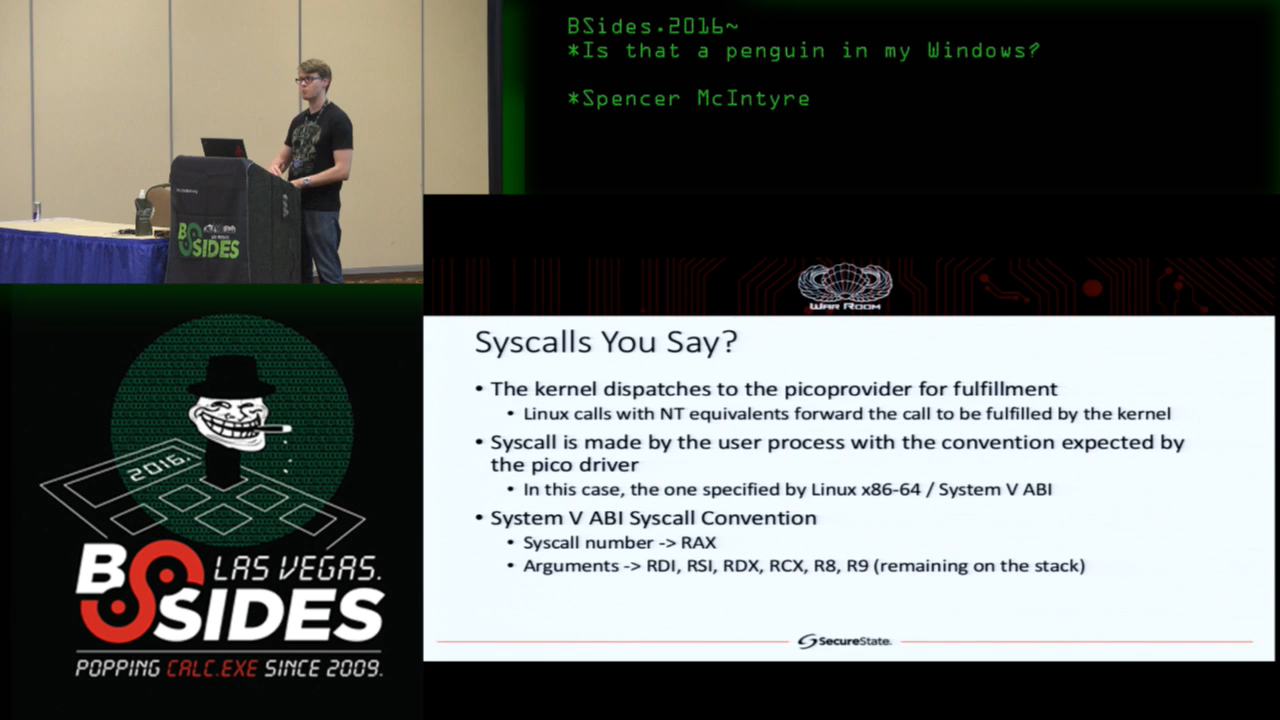 BSides.2016~
*Is that a penguin in my Windows?
*Spencer McIntyre
BSIDES
WAR ROOM
Syscalls You Say?
• The kernel dispatches to the picoprovider for fulfillment
• Linux calls with NT equivalents forward the call to be fulfilled by the kernel
• Syscall is made by the user process with the convention expected by
the pico driver
• In this case, the one specified by Linux x86-64 / System V ABI
• System V ABI Syscall Convention
• Syscall number -> RAX
• Arguments -> RDI, RSI, RDX, RCX, R8, R9 (remaining on the stack)
SecureState.
2016.
BSIDES
LAS VEGAS.
POPPING CALC.EXE SINCE 2009.